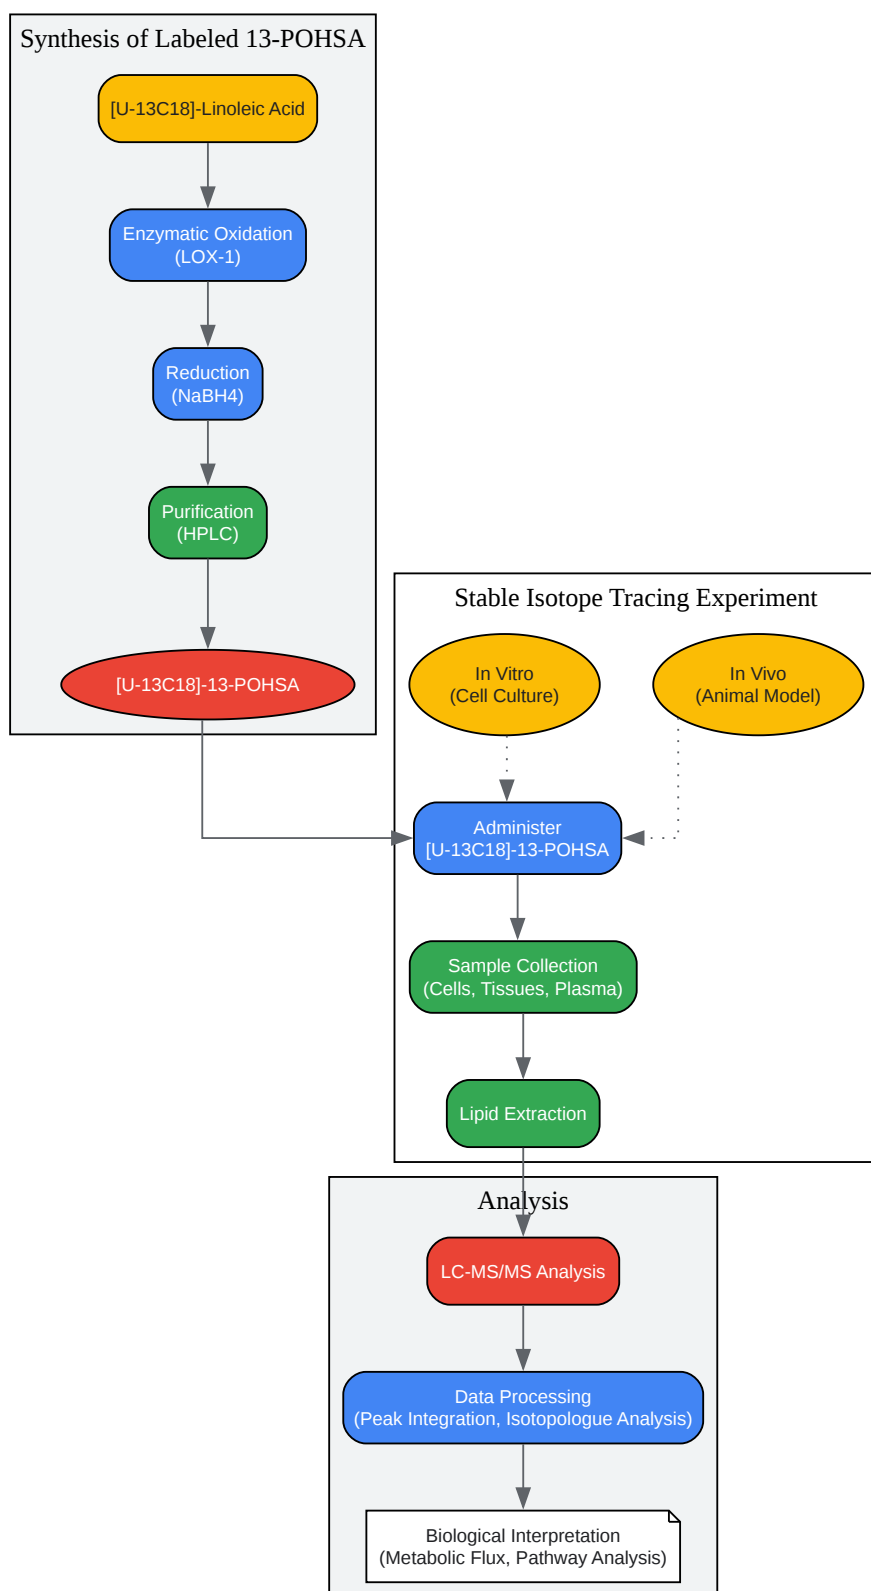 Synthesis of Labeled 13-POHSA
[U-13C18]-Linoleic Acid
Enzymatic Oxidation
(LOX-1)
Reduction
(NaBH4)
Purification
(HPLC)
[U-13C18]-13-POHSA
Stable Isotope Tracing Experiment
In Vitro
(Cell Culture)
In Vivo
(Animal Model)
Administer
[U-13C18]-13-POHSA
Sample Collection
(Cells, Tissues, Plasma)
Lipid Extraction
Analysis
LC-MS/MS Analysis
Data Processing
(Peak Integration, Isotopologue Analysis)
Biological Interpretation
(Metabolic Flux, Pathway Analysis)